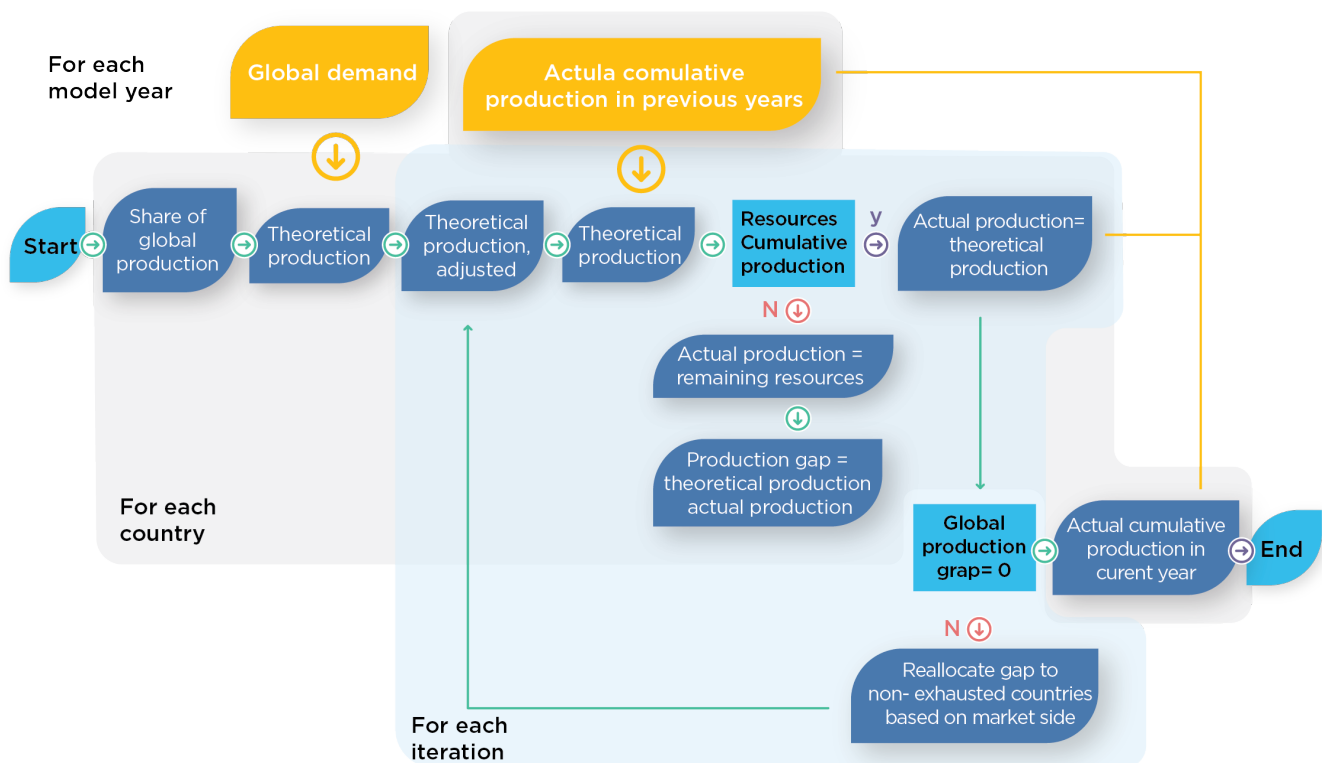 For each
model year
Global demand
Actula comulative
production in previous years
Start
Share of
global
production
Theoretical
production
Theoretical
production,
adjusted
Theoretical
production
Resources
Cumulative
production
y
Actual production=
theoretical
production
N
Actual production =
remaining resources
Production gap =
theoretical production
actual production
For each
country
Global
production
grap= 0
Actual cumulative
production in
curent year
End
N
Reallocate gap to
non- exhausted countries
based on market side
For each
iteration